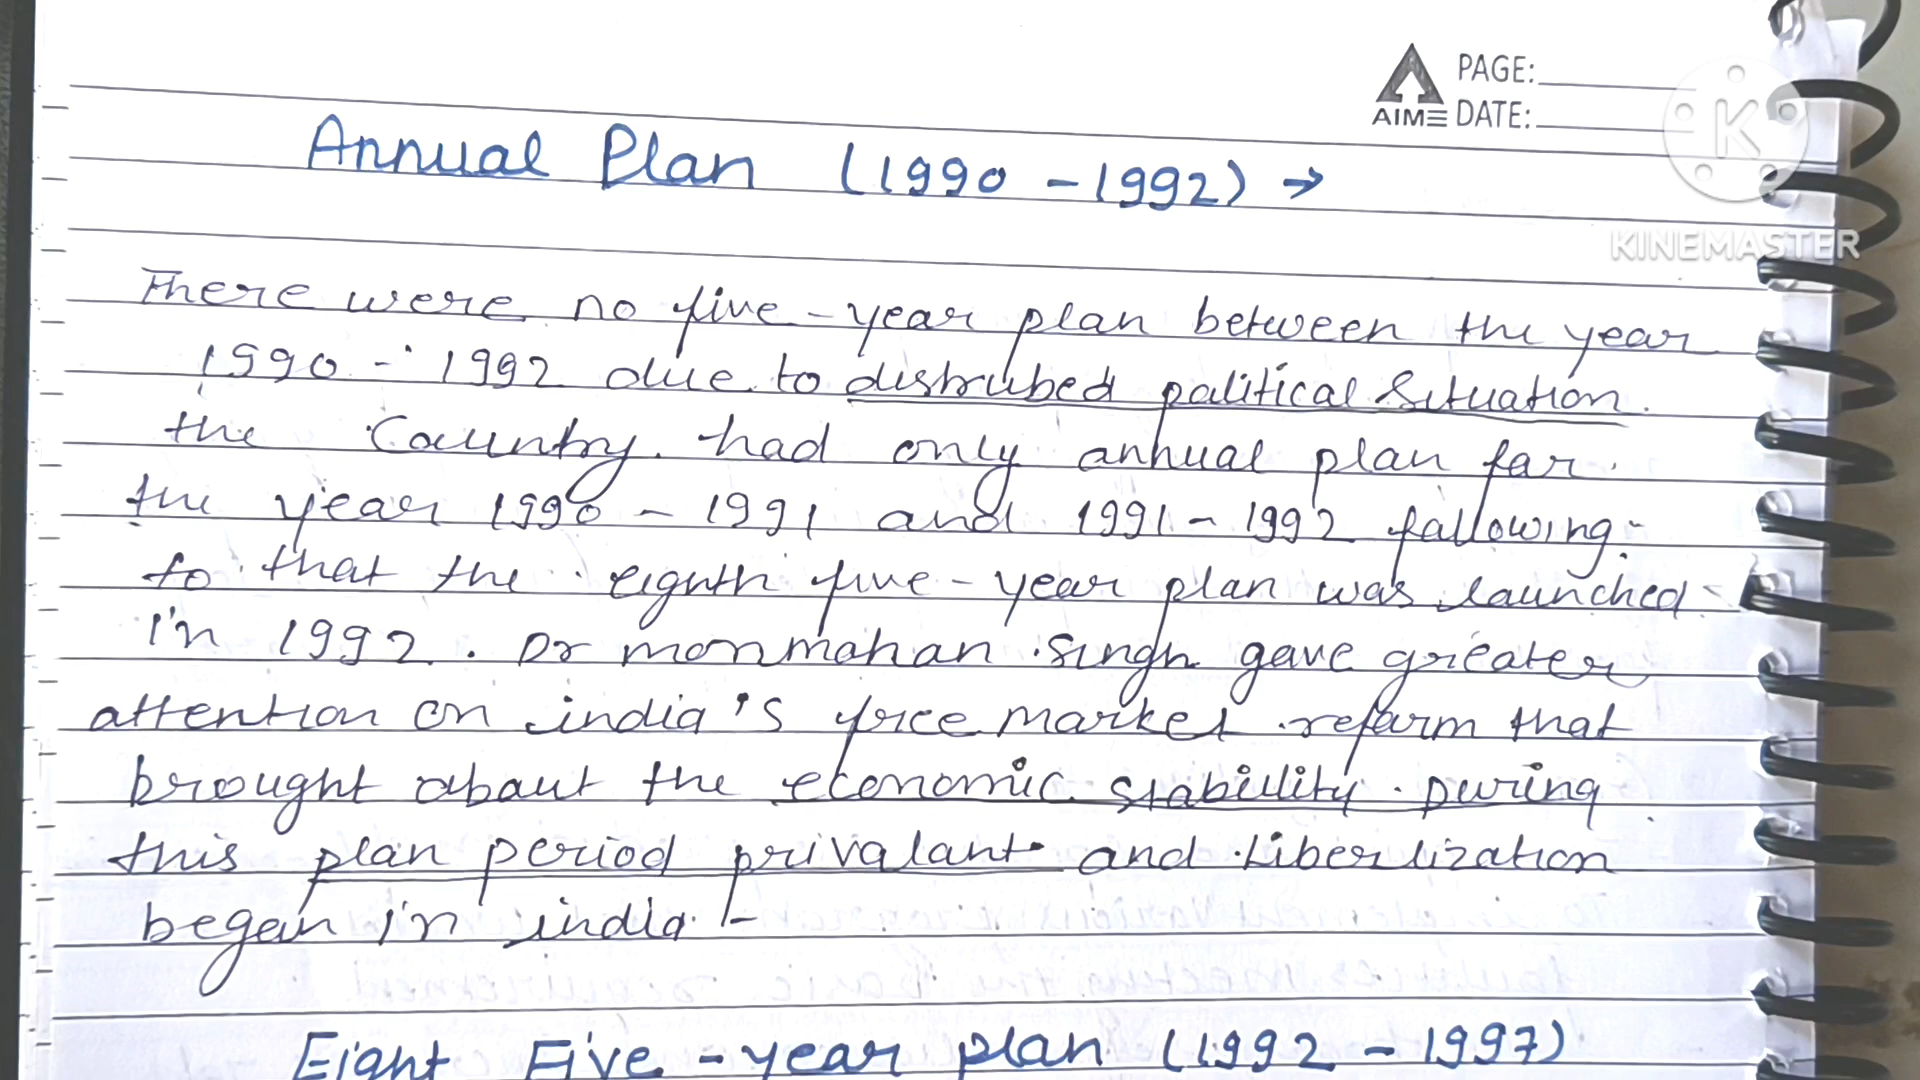 PAGE:
AIME DATE:
K
KINEMASTER
Annual Plan (1990 - 1992) →
There were no five - year plan between the year
1990 - 1992 due to distrubed political Situation.
the Country had only annual plan for
the year 1990 - 1991 and 1991 - 1992 following
to that the eighth five - year plan was launched
in 1992. Dr monmohan singh gave greater
attention on india's free market reform that
brought about the economic stability. During
this plan period privalant and Liberlization
began in india. -
Eight Five - year plan (1992 - 1997)